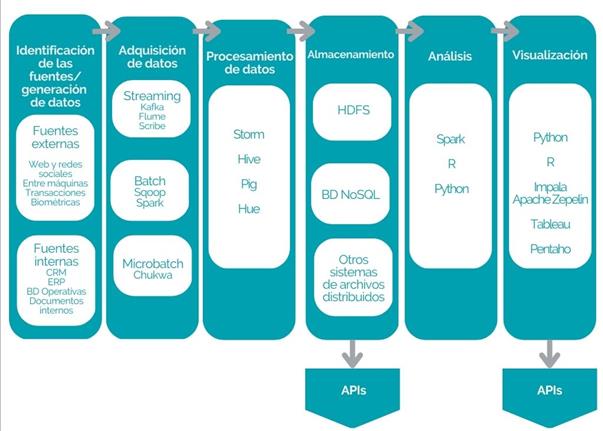 Identificación
de las
fuentes/
generación
de datos
Fuentes
externas
Web y redes
sociales
Entre máquinas
Transacciones
Biométricas
Fuentes
internas
CRM
ERP
BD Operativas
Documentos
internos
Adquisición
de datos
Streaming
Kafka
Flume
Scribe
Batch
Sqoop
Spark
Microbatch
Chukwa
Procesamiento
de datos
Storm
Hive
Pig
Hue
Almacenamiento
HDFS
BD NoSQL
Otros
sistemas
de archivos
distribuidos
APIs
Análisis
Spark
R
Python
Visualización
Python
R
Impala
Apache Zepelin
Tableau
Pentaho
APIs